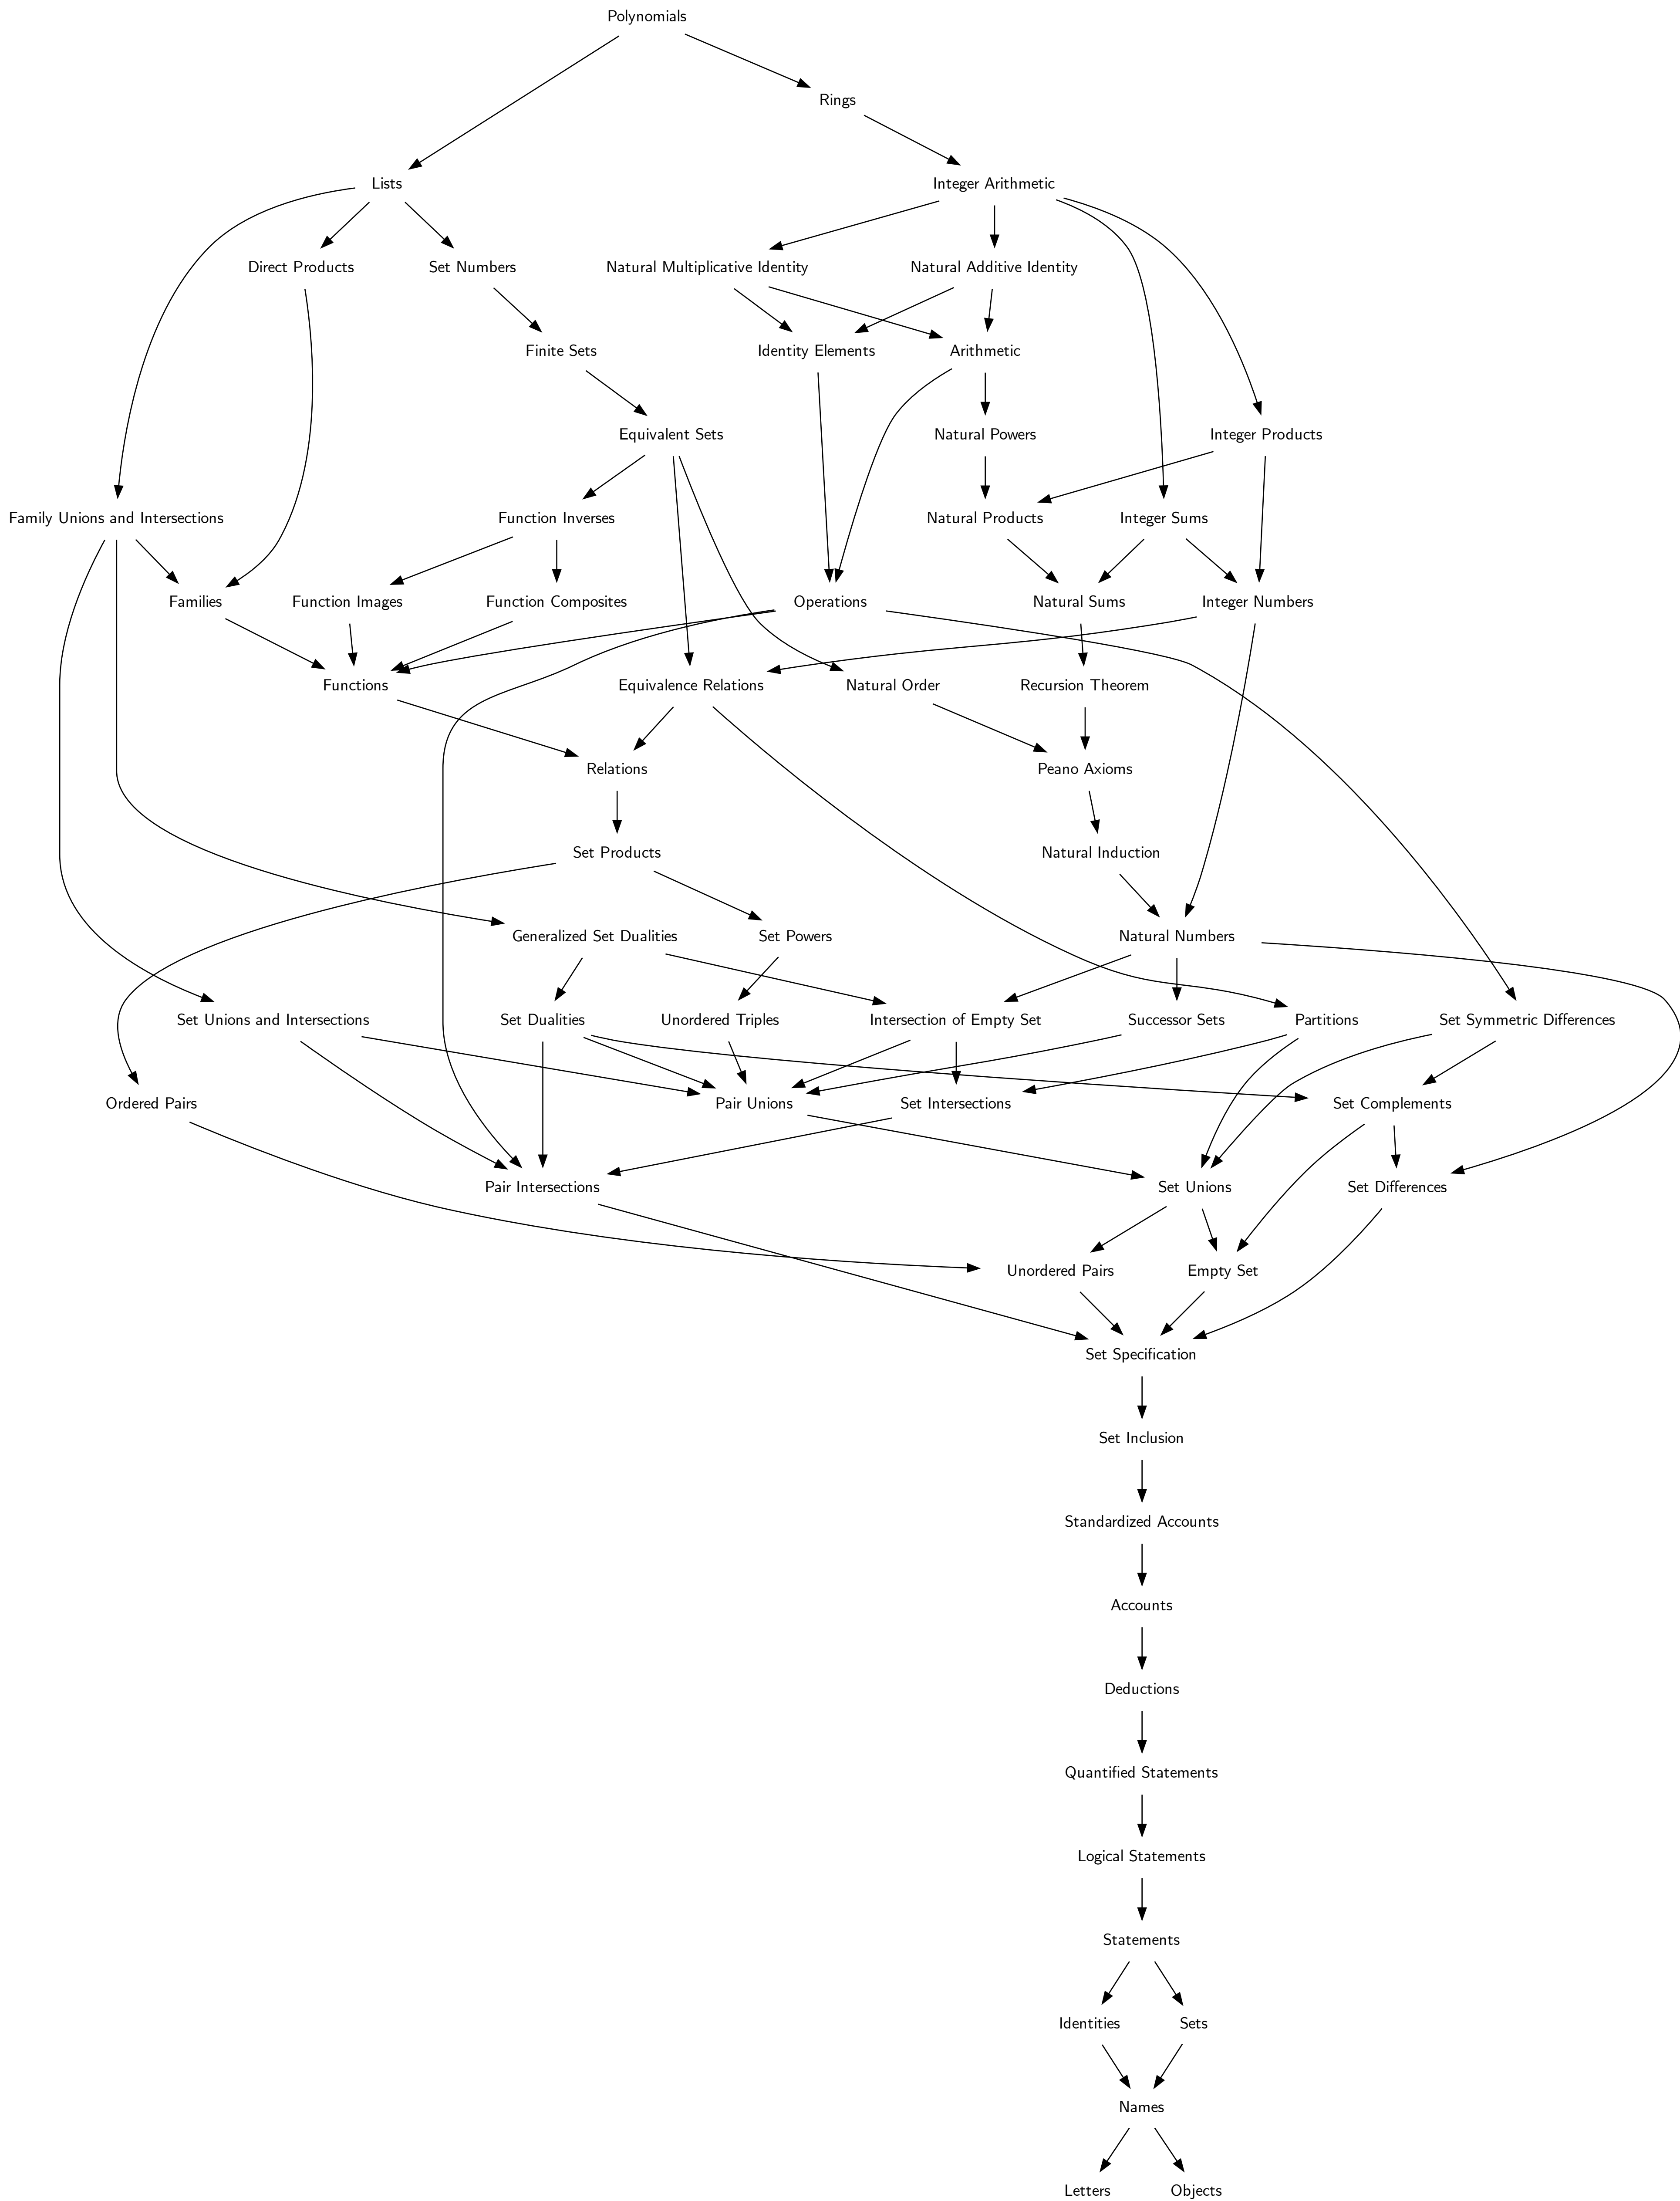 Polynomials
Rings
Lists
Integer Arithmetic
Direct Products
Set Numbers
Natural Multiplicative Identity
Natural Additive Identity
Finite Sets
Identity Elements
Arithmetic
Equivalent Sets
Natural Powers
Integer Products
Family Unions and Intersections
Function Inverses
Natural Products
Integer Sums
Families
Function Images
Function Composites
Operations
Natural Sums
Integer Numbers
Functions
Equivalence Relations
Natural Order
Recursion Theorem
Relations
Peano Axioms
Set Products
Natural Induction
Generalized Set Dualities
Set Powers
Natural Numbers
Set Unions and Intersections
Set Dualities
Unordered Triples
Intersection of Empty Set
Successor Sets
Partitions
Set Symmetric Differences
Ordered Pairs
Pair Unions
Set Intersections
Set Complements
Pair Intersections
Set Unions
Set Differences
Unordered Pairs
Empty Set
Set Specification
Set Inclusion
Standardized Accounts
Accounts
Deductions
Quantified Statements
Logical Statements
Statements
Identities
Sets
Names
Letters
Objects